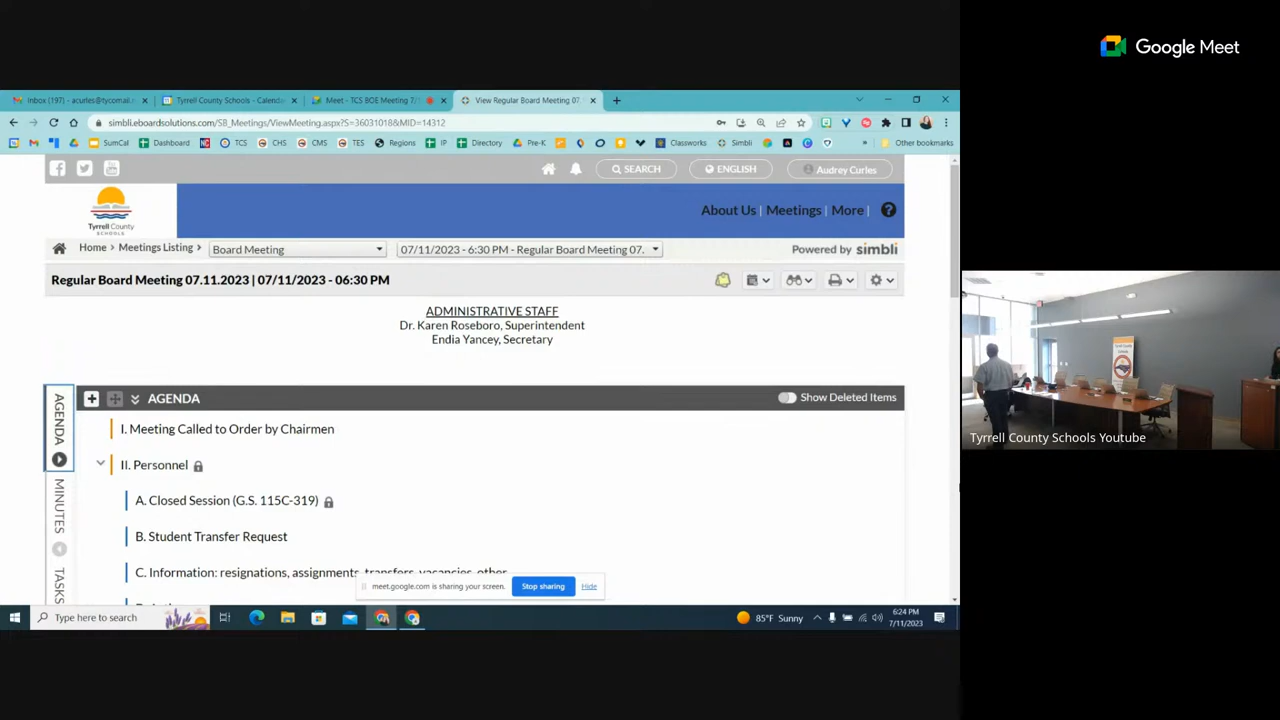 Google Meet
Inbox (197) - acurles@tycomail.
Tyrrell County Schools - Calenda
Meet - TCS BOE Meeting 7/
View Regular Board Meeting 07.
simbli.eboardsolutions.com/SB_Meetings/ViewMeeting.aspx?S=36031018&MID=14312
SumCal
Dashboard
TCS
CHS
CMS
TES
Regions
IP
Directory
Pre-K
Classworks
Simbli
Other bookmarks
SEARCH
ENGLISH
Audrey Curles
Tyrrell County
SCHOOLS
About Us | Meetings | More |
Home > Meetings Listing >
Board Meeting
07/11/2023 - 6:30 PM - Regular Board Meeting 07.
Powered by simbli
Regular Board Meeting 07.11.2023 | 07/11/2023 - 06:30 PM
ADMINISTRATIVE STAFF
Dr. Karen Roseboro, Superintendent
Endia Yancey, Secretary
AGENDA
MINUTES
TASKS
AGENDA
Show Deleted Items
I. Meeting Called to Order by Chairmen
II. Personnel
A. Closed Session (G.S. 115C-319)
B. Student Transfer Request
C. Information: resignations, assignments, transfers, vacancies, other
meet.google.com is sharing your screen.
Stop sharing
Hide
Type here to search
85°F Sunny
6:24 PM
7/11/2023
Tyrrell County Schools Youtube